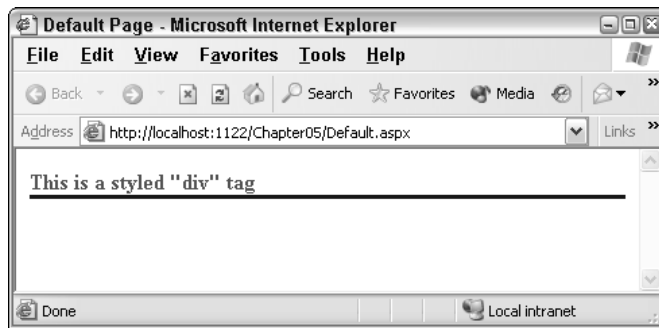 Default Page - Microsoft Internet Explorer
File Edit View Favorites Tools Help
Back Search Favorites Media »
Address http://localhost:1122/Chapter05/Default.aspx Links »
This is a styled "div" tag
Done Local intranet